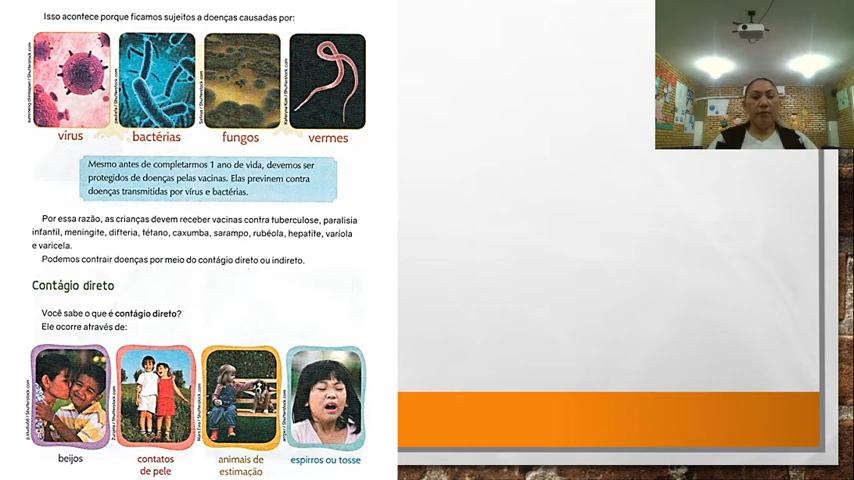 Isso acontece porque ficamos sujeitos a doenças causadas por:
vírus
bactérias
fungos
vermes
Mesmo antes de completarmos 1 ano de vida, devemos ser
protegidos de doenças pelas vacinas. Elas previnem contra
doenças transmitidas por vírus e bactérias.
Por essa razão, as crianças devem receber vacinas contra tuberculose, paralisia
infantil, meningite, difteria, tétano, caxumba, sarampo, rubéola, hepatite, varíola
e varicela.
Podemos contrair doenças por meio do contágio direto ou indireto.
Contágio direto
Você sabe o que é contágio direto?
Ele ocorre através de:
beijos
contatos
de pele
animais de
estimação
espirros ou tosse